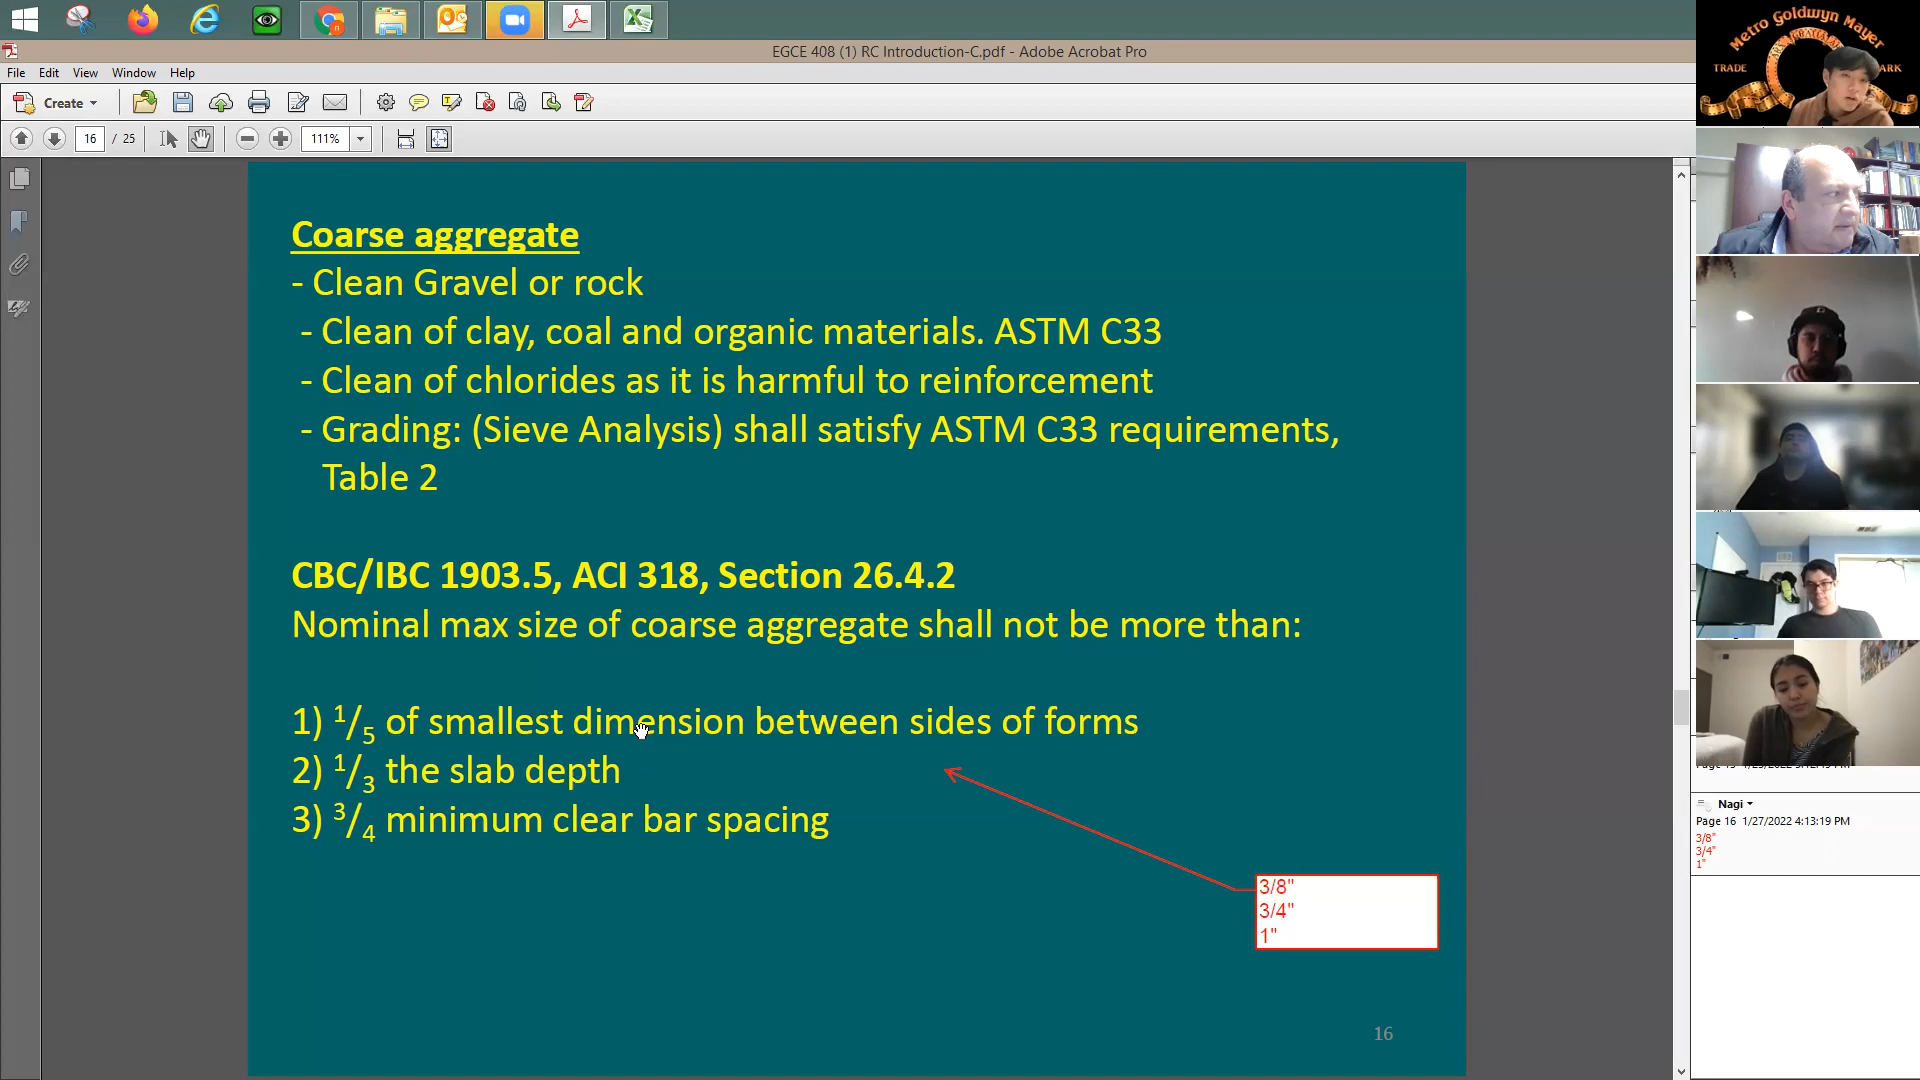 EGCE 408 (1) RC Introduction-C.pdf - Adobe Acrobat Pro
File Edit View Window Help
Create
16 / 25 111%
Coarse aggregate
- Clean Gravel or rock
- Clean of clay, coal and organic materials. ASTM C33
- Clean of chlorides as it is harmful to reinforcement
- Grading: (Sieve Analysis) shall satisfy ASTM C33 requirements,
Table 2
CBC/IBC 1903.5, ACI 318, Section 26.4.2
Nominal max size of coarse aggregate shall not be more than:
1) 1/5 of smallest dimension between sides of forms
2) 1/3 the slab depth
3) 3/4 minimum clear bar spacing
3/8"
3/4"
1"
16
Metro Goldwyn Mayer
TRADE
Nagi
Page 16 1/27/2022 4:13:19 PM
3/8"
3/4"
1"